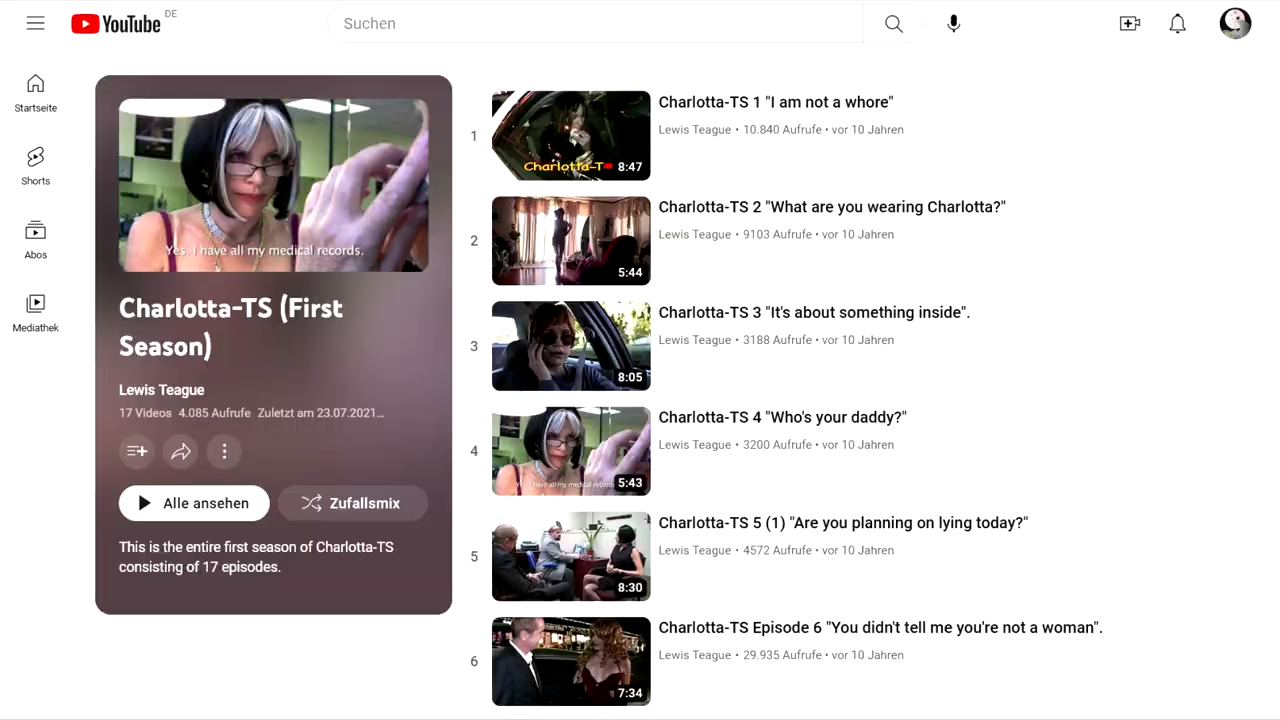 YouTube DE
Suchen
Startseite
Shorts
Abos
Mediathek
Yes. I have all my medical records.
Charlotta-TS (First
Season)
Lewis Teague
17 Videos 4.085 Aufrufe Zuletzt am 23.07.2021…
Alle ansehen
Zufallsmix
This is the entire first season of Charlotta-TS
consisting of 17 episodes.
1
Charlotta-TS
8:47
Charlotta-TS 1 "I am not a whore"
Lewis Teague • 10.840 Aufrufe • vor 10 Jahren
2
5:44
Charlotta-TS 2 "What are you wearing Charlotta?"
Lewis Teague • 9103 Aufrufe • vor 10 Jahren
3
8:05
Charlotta-TS 3 "It's about something inside".
Lewis Teague • 3188 Aufrufe • vor 10 Jahren
4
Yes. I have all my medical records
5:43
Charlotta-TS 4 "Who's your daddy?"
Lewis Teague • 3200 Aufrufe • vor 10 Jahren
5
8:30
Charlotta-TS 5 (1) "Are you planning on lying today?"
Lewis Teague • 4572 Aufrufe • vor 10 Jahren
6
7:34
Charlotta-TS Episode 6 "You didn't tell me you're not a woman".
Lewis Teague • 29.935 Aufrufe • vor 10 Jahren